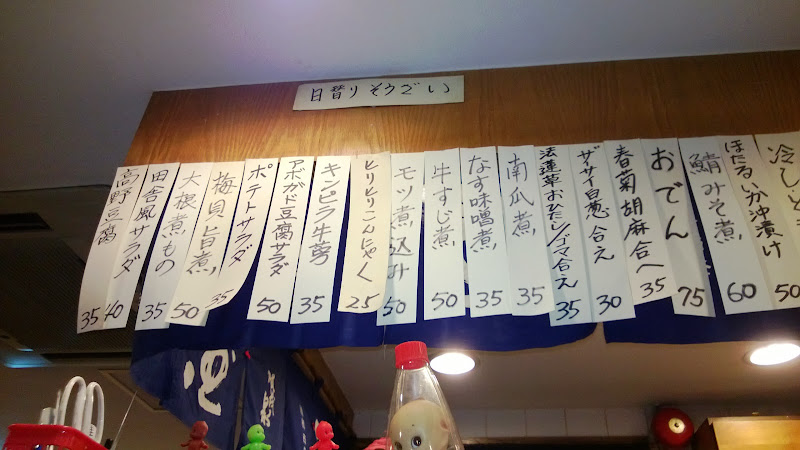 日替りそうざい
高野豆腐 35
田舎風サラダ 40
大根煮もの 35
梅貝旨煮 50
ポテトサラダ 35
アボガド豆腐サラダ 50
キンピラ牛蒡 35
ピリピリこんにゃく 25
モツ煮込み 50
牛すじ煮 50
なす味噌煮 35
南瓜煮 35
法蓮草おひたし/ゴマ合え 35
ザーサイ白葱合え 30
春菊胡麻合へ 35
おでん 75
鯖みそ煮 60
ほたるいか沖漬け 50
冷しト